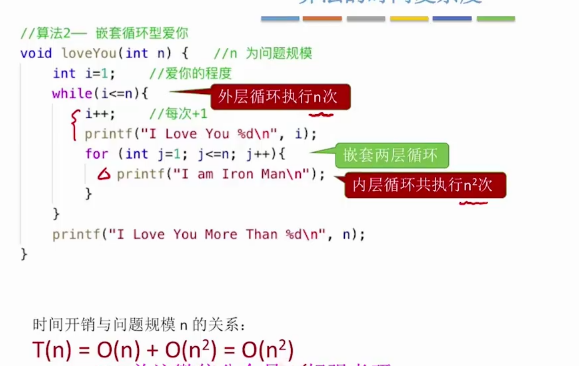 算法的时间复杂度
//算法2—— 嵌套循环型爱你
void loveYou(int n) {   //n 为问题规模
    int i=1;    //爱你的程度
    while(i<=n){
外层循环执行n次
        i++;    //每次+1
        printf("I Love You %d\n", i);
        for (int j=1; j<=n; j++){
嵌套两层循环
            printf("I am Iron Man\n");
内层循环共执行n²次
        }
    }
    printf("I Love You More Than %d\n", n);
}
时间开销与问题规模 n 的关系：
T(n) = O(n) + O(n²) = O(n²)